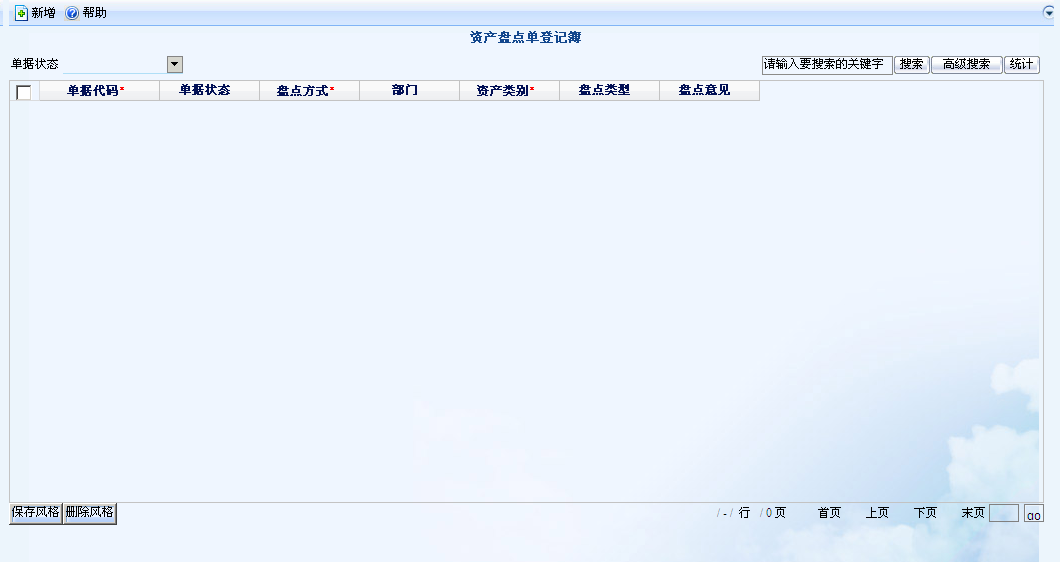 新增 帮助
资产盘点单登记簿
单据状态 请输入要搜索的关键字 搜索 高级搜索 统计
单据代码* 单据状态 盘点方式* 部门 资产类别* 盘点类型 盘点意见
保存风格 删除风格 / - / 行 / 0 页 首页 上页 下页 末页 go